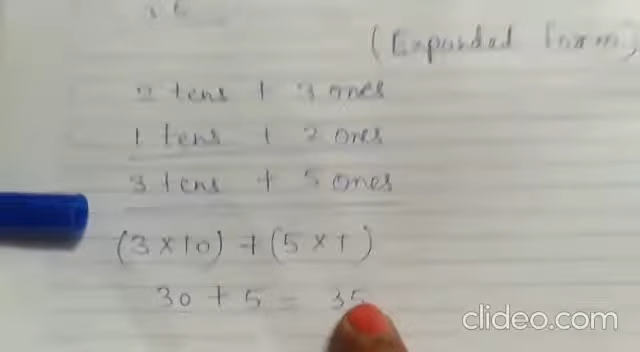 (Expanded form)
2 tens + 3 ones
1 tens + 2 ones
3 tens + 5 ones
(3 × 10) + (5 × 1)
30 + 5 = 35
clideo.com